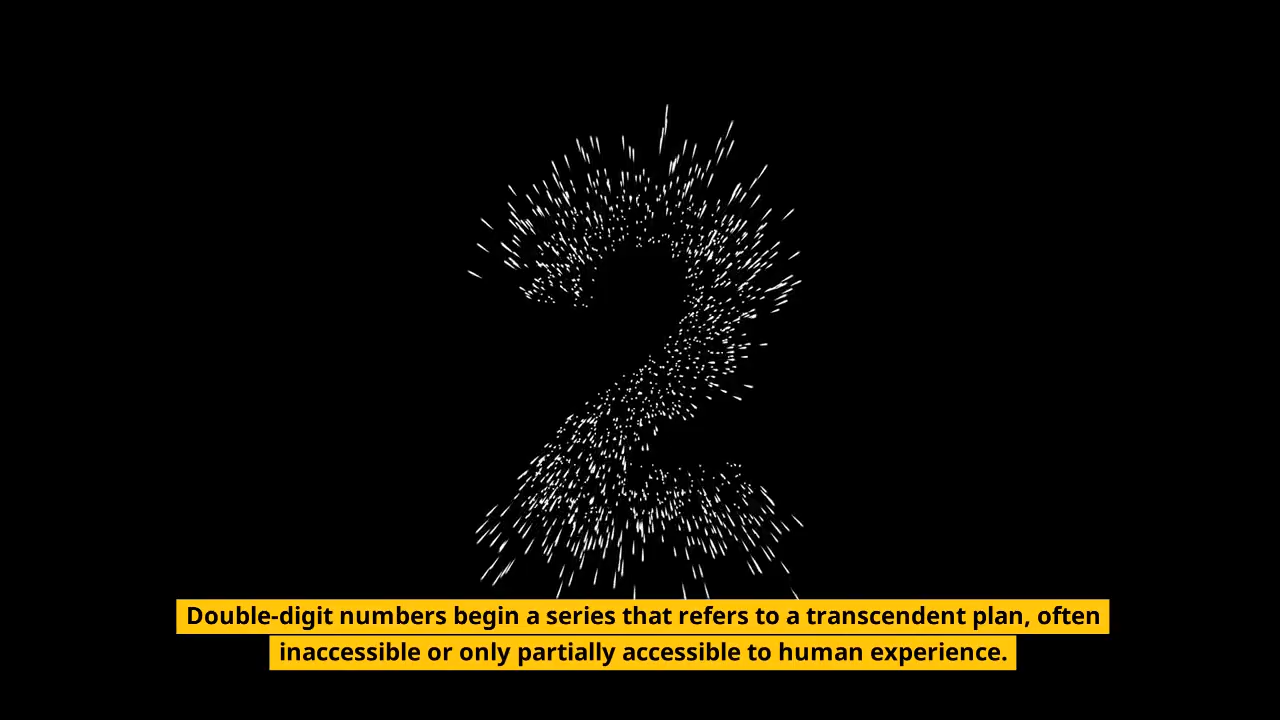 2
Double-digit numbers begin a series that refers to a transcendent plan, often
inaccessible or only partially accessible to human experience.